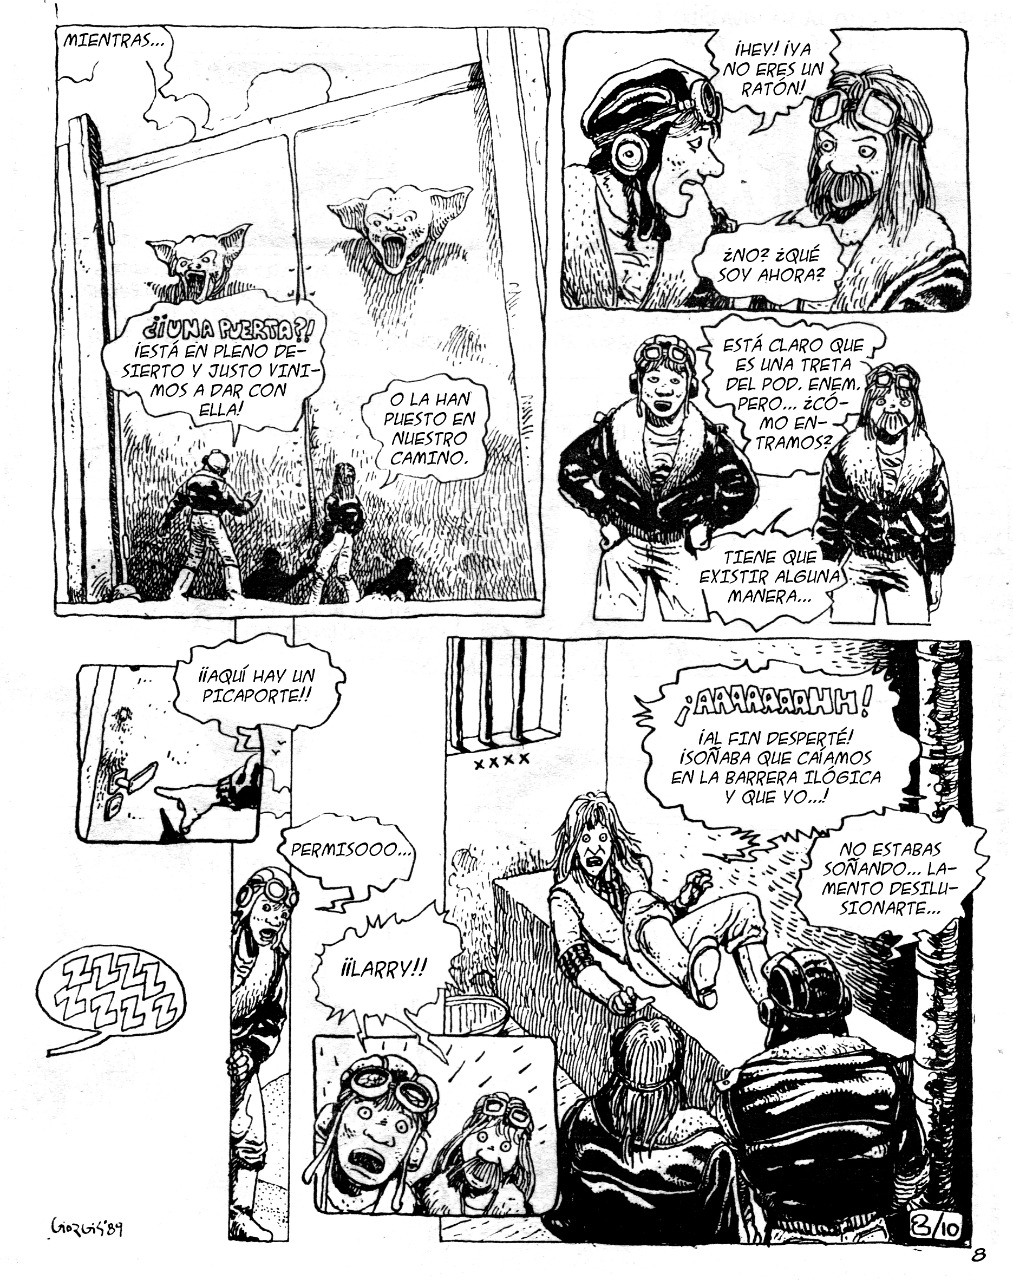 MIENTRAS...
¿¡¡UNA PUERTA?!
¡ESTÁ EN PLENO DE-
SIERTO Y JUSTO VINI-
MOS A DAR CON
ELLA!
O LA HAN
PUESTO EN
NUESTRO
CAMINO.
¡HEY! ¡YA
NO ERES UN
RATÓN!
¿NO? ¿QUÉ
SOY AHORA?
ESTÁ CLARO QUE
ES UNA TRETA
DEL POD. ENEM.
PERO... ¿CÓ-
MO EN-
TRAMOS?
TIENE QUE
EXISTIR ALGUNA
MANERA...
¡¡AQUÍ HAY UN
PICAPORTE!!
PERMISOOO...
ZZZZ
ZZZZ
¡¡LARRY!!
XXXX
¡AAAAAAAAHH!
¡AL FIN DESPERTÉ!
¡SOÑABA QUE CAÍAMOS
EN LA BARRERA ILÓGICA
Y QUE YO...!
NO ESTABAS
SOÑANDO... LA-
MENTO DESILU-
SIONARTE...
GIORGIS'89
8/10
8